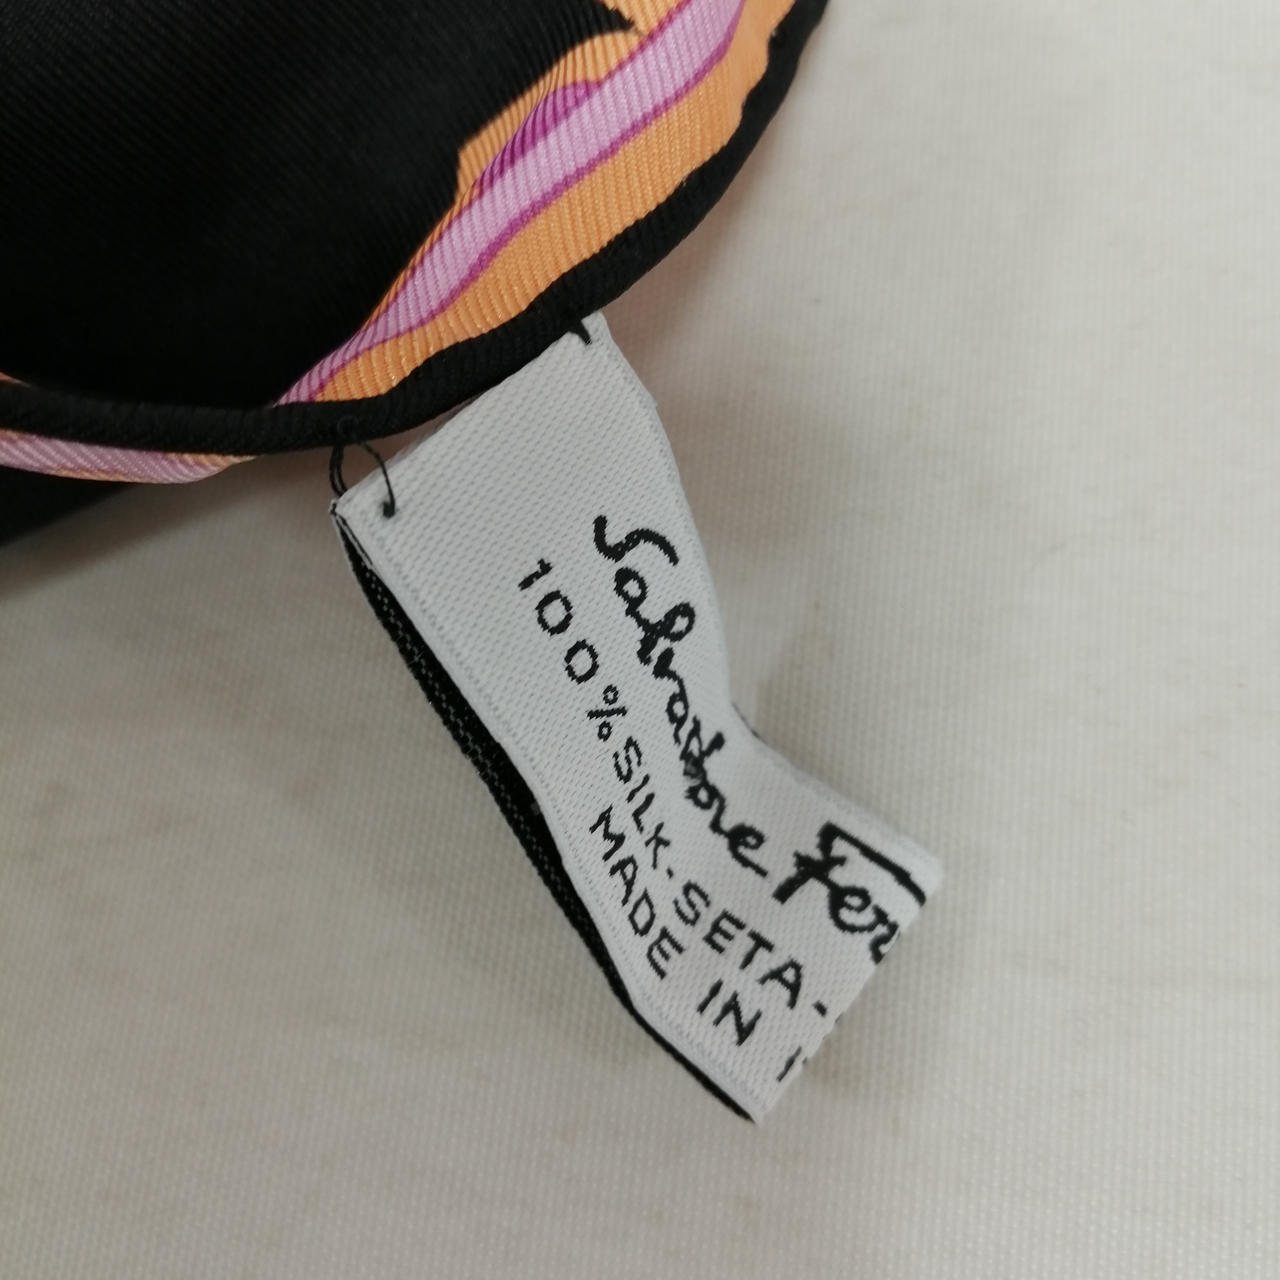 Salvatore Fer
100% SILK-SETA-
MADE IN I